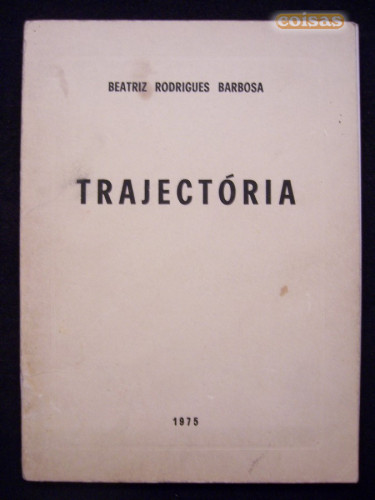 coisas
BEATRIZ RODRIGUES BARBOSA
TRAJECTÓRIA
1975